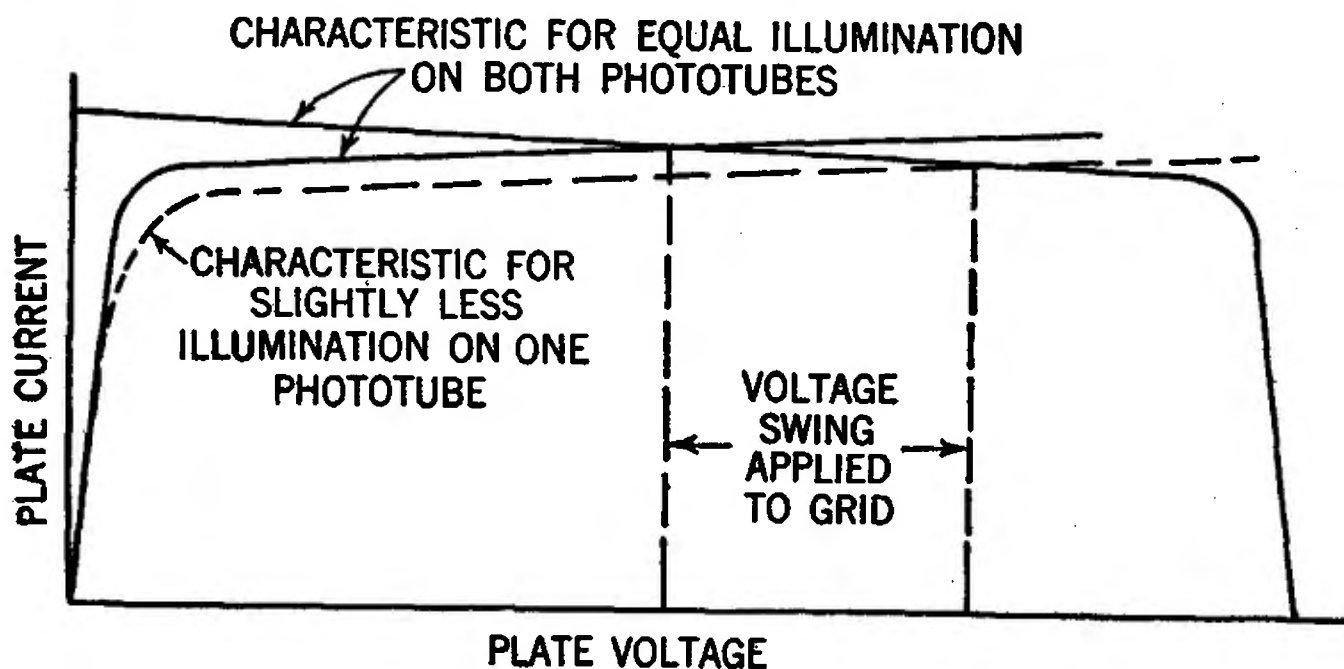 CHARACTERISTIC FOR EQUAL ILLUMINATION
ON BOTH PHOTOTUBES
CHARACTERISTIC FOR
SLIGHTLY LESS
ILLUMINATION ON ONE
PHOTOTUBE
VOLTAGE
SWING
APPLIED
TO GRID
PLATE CURRENT
PLATE VOLTAGE